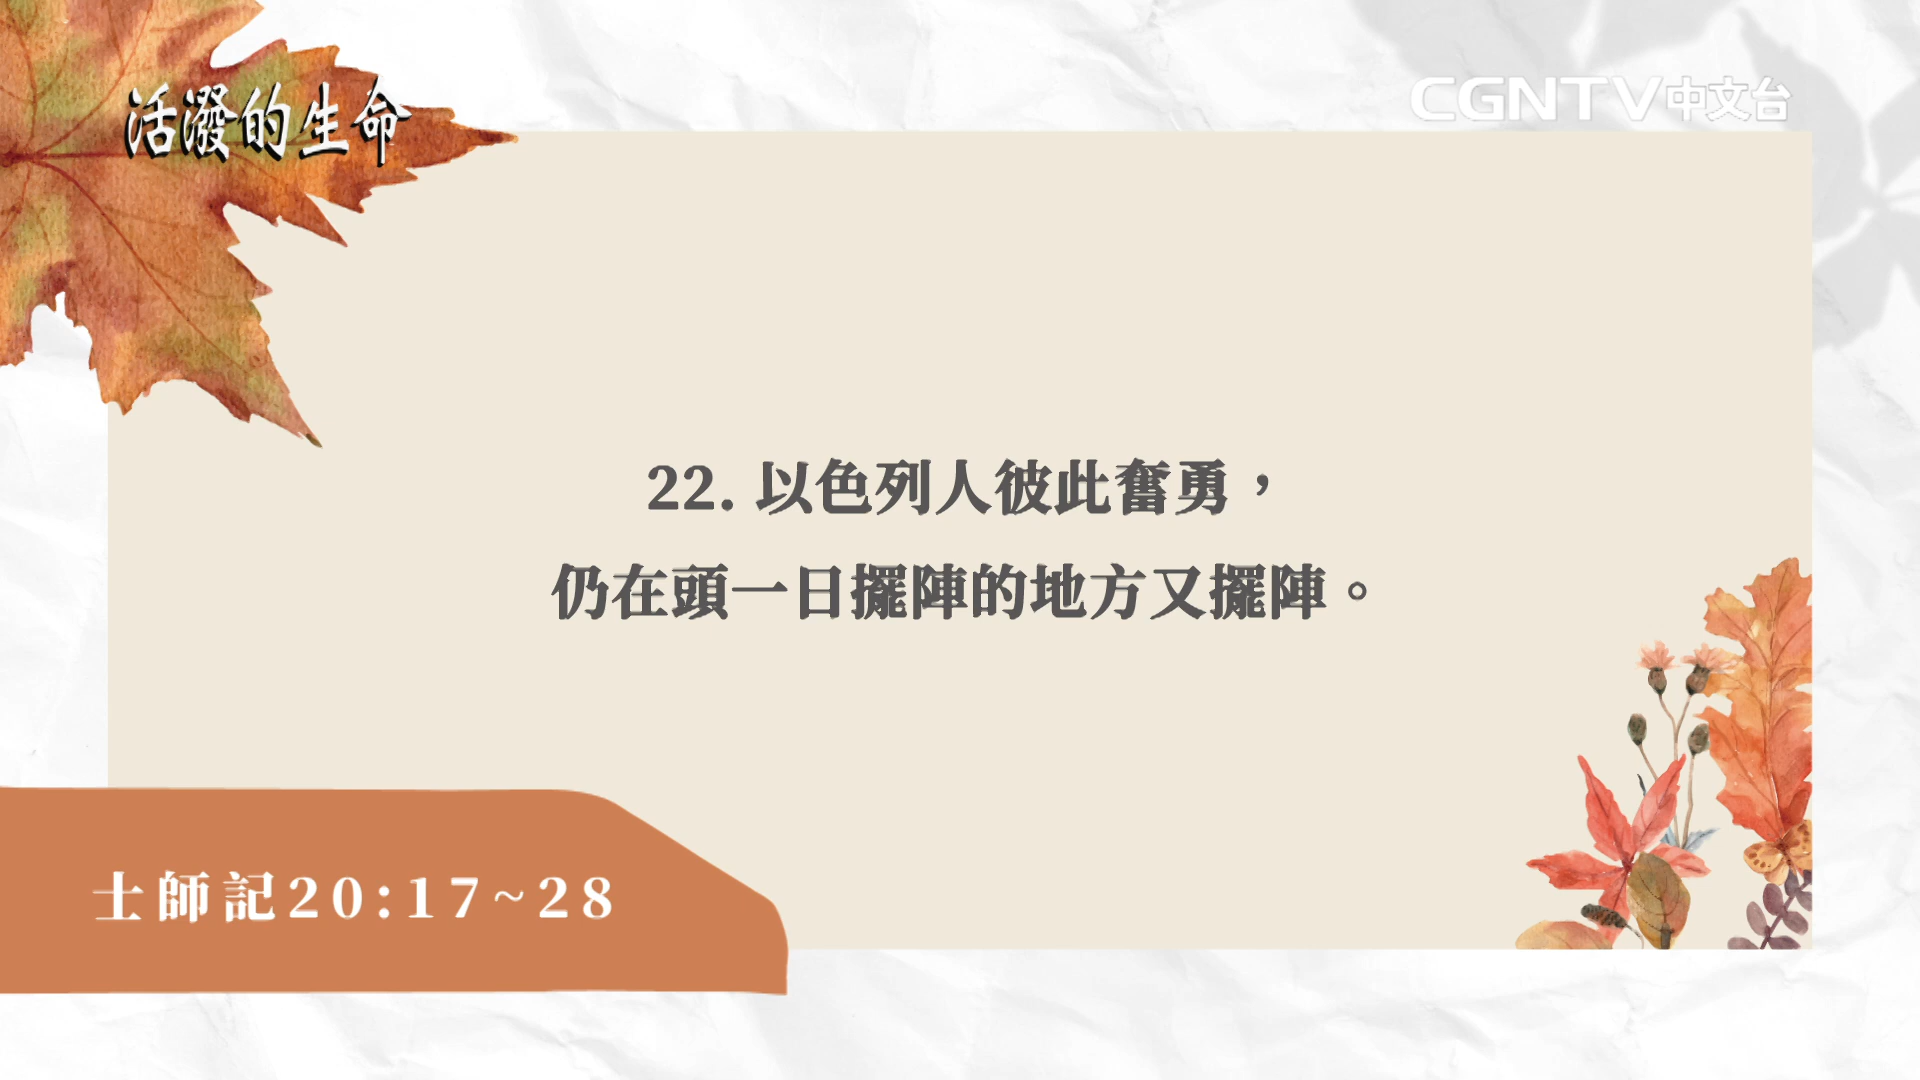 活潑的生命
CGNTV中文台
22. 以色列人彼此奮勇，
仍在頭一日擺陣的地方又擺陣。
士師記20:17~28